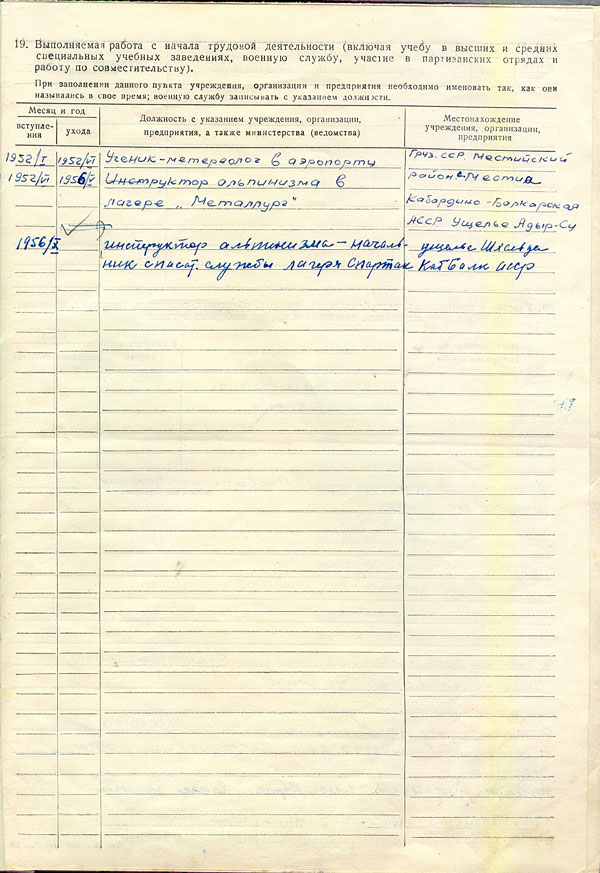 19. Выполняемая работа с начала трудовой деятельности (включая учебу в высших и средних
специальных учебных заведениях, военную службу, участие в партизанских отрядах и
работу по совместительству).
При заполнении данного пункта учреждения, организации и предприятия необходимо именовать так, как они
назывались в свое время; военную службу записывать с указанием должности.
Месяц и год
вступле-
ния
ухода
Должность с указанием учреждения, организации,
предприятия, а также министерства (ведомства)
Местонахождение
учреждения, организации,
предприятия
1952/I 1952/VI Ученик-метереолог в аэропорту Груз. ССР. Местийский
1952/VI 1956/X Инструктор альпинизма в район с. Местиа
лагере „Металлург" Кабардино-Балкарская
АССР Ущелье Адыр-Су
1956/X инструктор альпинизма – началь- ущелье
ник спасат. службы лагеря Спартак Каб Балк АССР